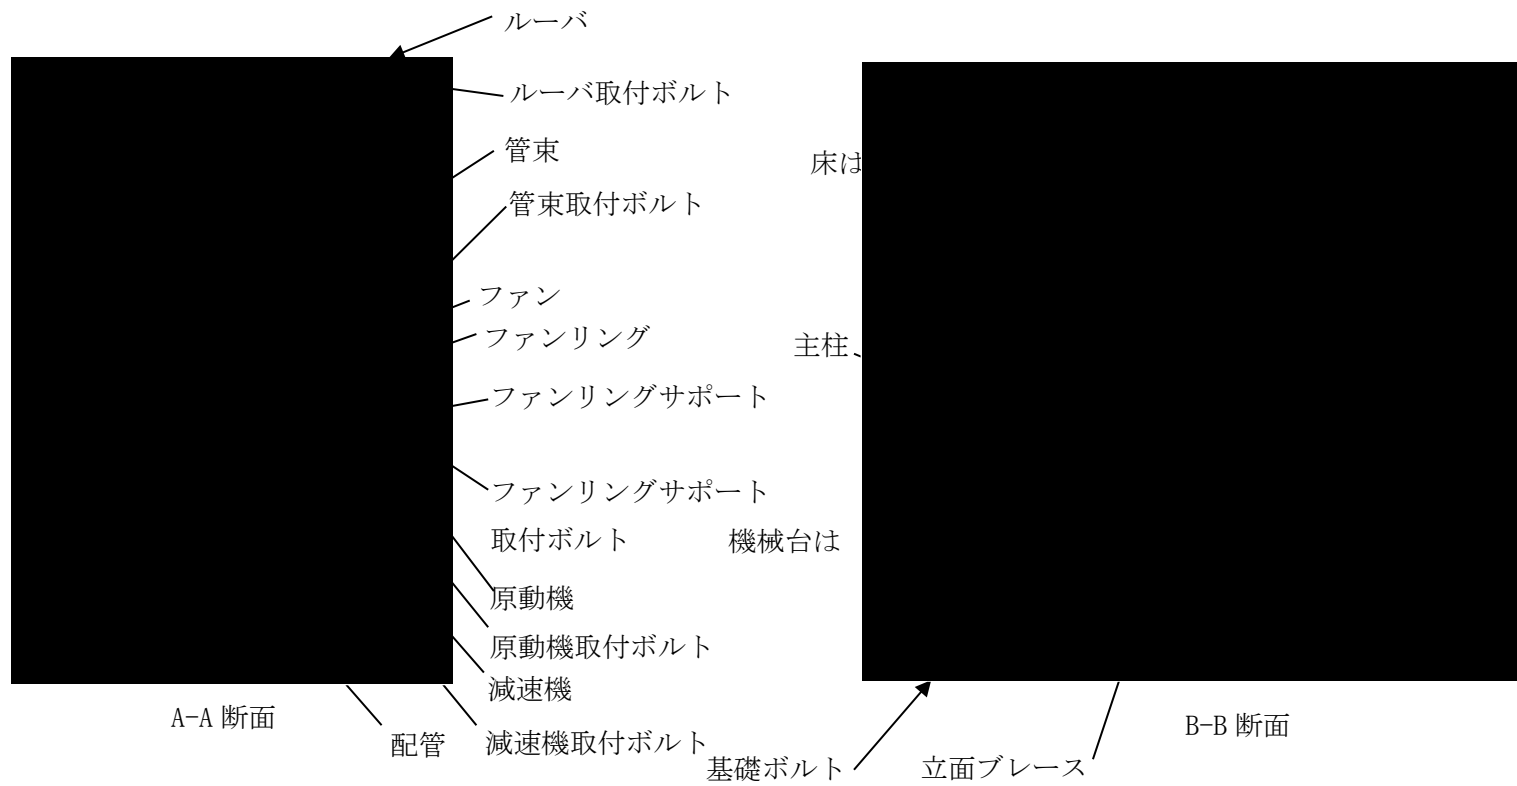 ルーバ
ルーバ取付ボルト
管束
管束取付ボルト
ファン
ファンリング
ファンリングサポート
ファンリングサポート
取付ボルト
原動機
原動機取付ボルト
減速機
減速機取付ボルト
配管
A-A 断面
床は
主柱
機械台は
基礎ボルト
立面ブレース
B-B 断面